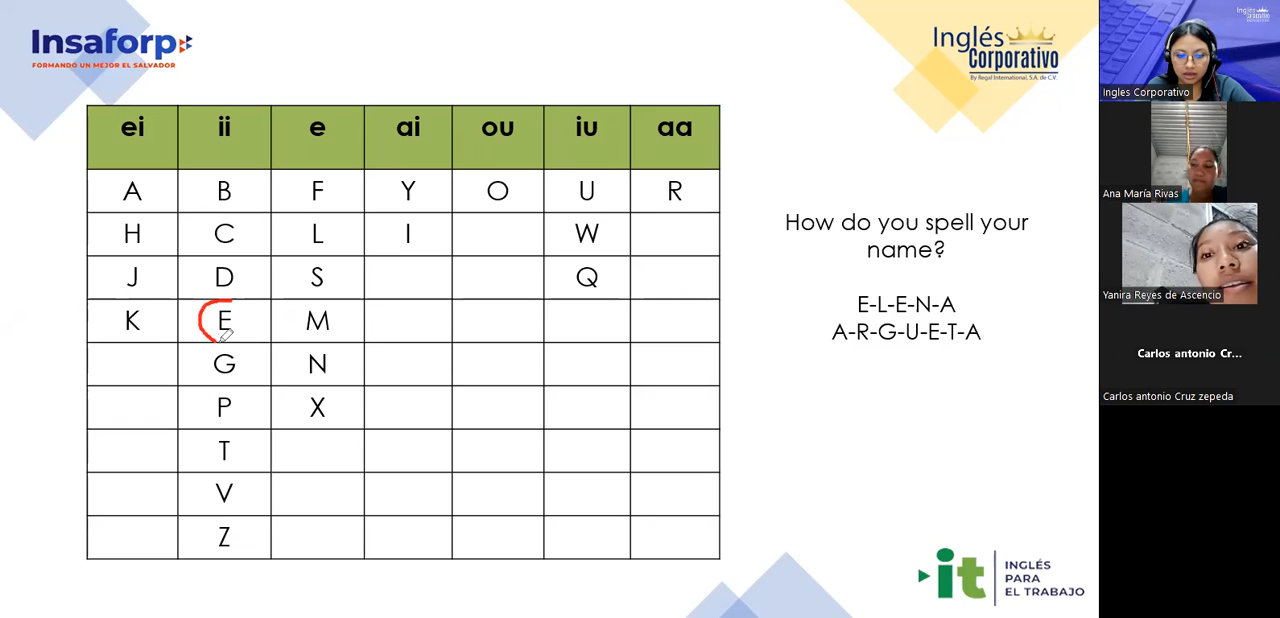 Insaforp
FORMANDO UN MEJOR EL SALVADOR
Inglés
Corporativo
By Regal International, S.A. de C.V.
ei ii e ai ou iu aa
A B F Y O U R
H C L I W
J D S Q
K E M
G N
P X
T
V
Z
How do you spell your
name?
E-L-E-N-A
A-R-G-U-E-T-A
it
INGLÉS
PARA
EL TRABAJO
Ingles Corporativo
Ana María Rivas
Yanira Reyes de Ascencio
Carlos antonio Cr...
Carlos antonio Cruz zepeda